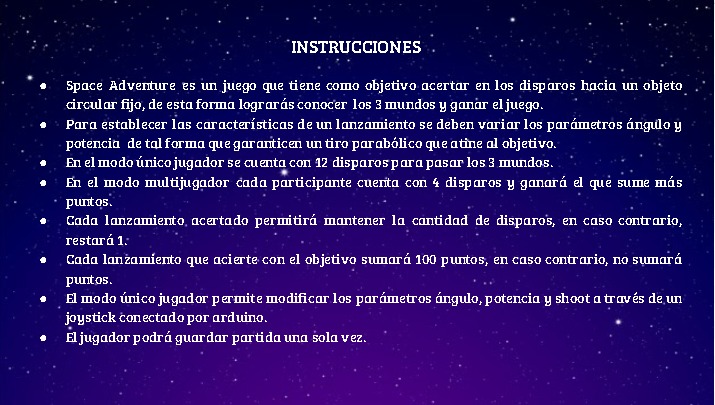 INSTRUCCIONES
● Space Adventure es un juego que tiene como objetivo acertar en los disparos hacia un objeto
circular fijo, de esta forma lograrás conocer los 3 mundos y ganar el juego.
● Para establecer las características de un lanzamiento se deben variar los parámetros ángulo y
potencia de tal forma que garanticen un tiro parabólico que atine al objetivo.
● En el modo único jugador se cuenta con 12 disparos para pasar los 3 mundos.
● En el modo multijugador cada participante cuenta con 4 disparos y ganará el que sume más
puntos.
● Cada lanzamiento acertado permitirá mantener la cantidad de disparos, en caso contrario,
restará 1.
● Cada lanzamiento que acierte con el objetivo sumará 100 puntos, en caso contrario, no sumará
puntos.
● El modo único jugador permite modificar los parámetros ángulo, potencia y shoot a través de un
joystick conectado por arduino.
● El jugador podrá guardar partida una sola vez.